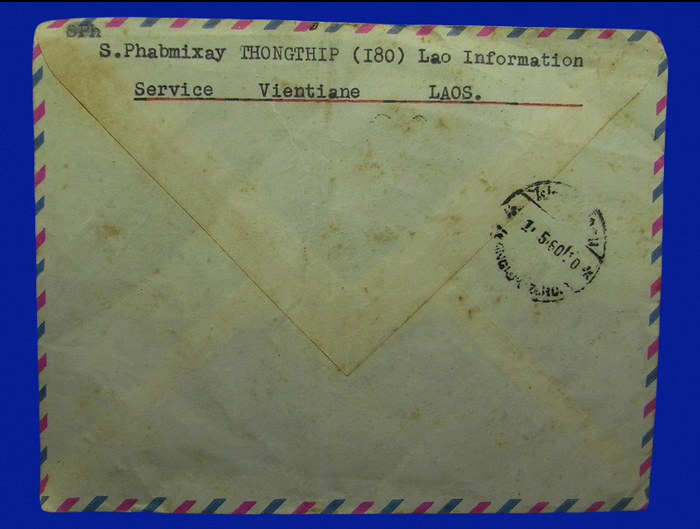 SPh
S.Phabmixay THONGTHIP (I80) Lao Information
Service Vientiane LAOS.